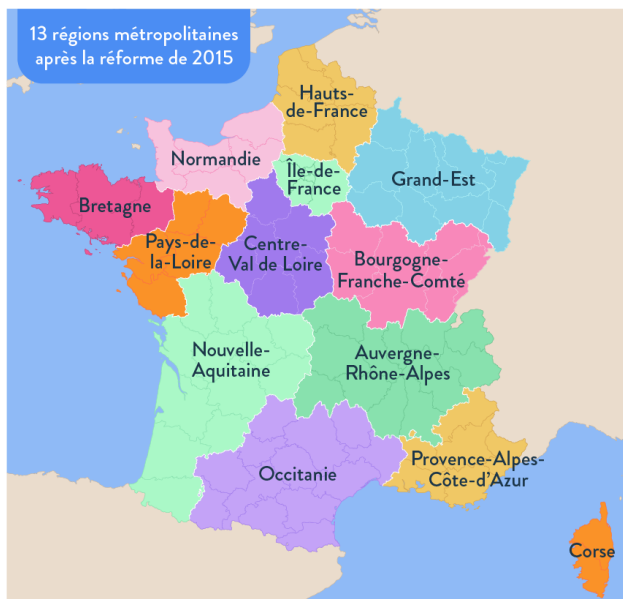 13 régions métropolitaines
après la réforme de 2015
Hauts-
de-France
Normandie
Île-de-
France
Grand-Est
Bretagne
Pays-de-
la-Loire
Centre-
Val de Loire
Bourgogne-
Franche-Comté
Nouvelle-
Aquitaine
Auvergne-
Rhône-Alpes
Occitanie
Provence-Alpes-
Côte-d'Azur
Corse